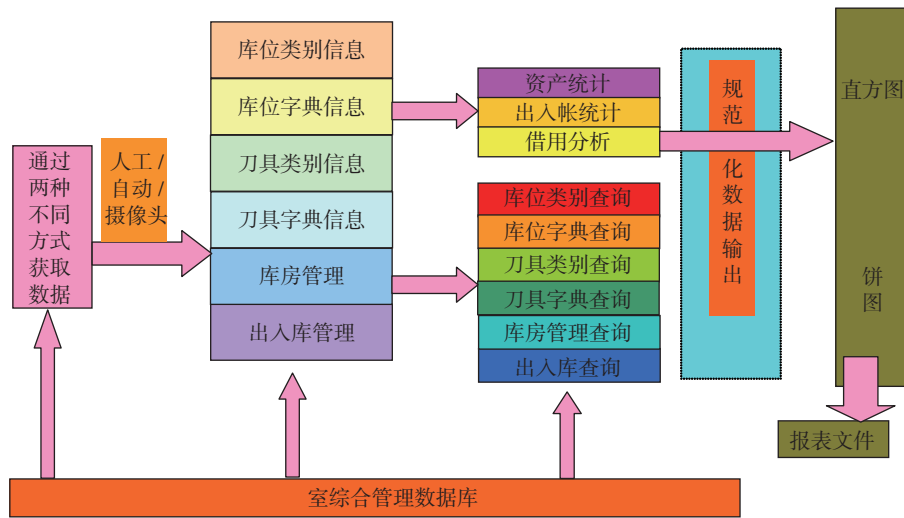 通过
两种
不同
方式
获取
数据
人工 /
自动 /
摄像头
库位类别信息
库位字典信息
刀具类别信息
刀具字典信息
库房管理
出入库管理
资产统计
出入帐统计
借用分析
库位类别查询
库位字典查询
刀具类别查询
刀具字典查询
库房管理查询
出入库查询
规
范
化
数
据
输
出
直方图
饼
图
报表文件
室综合管理数据库